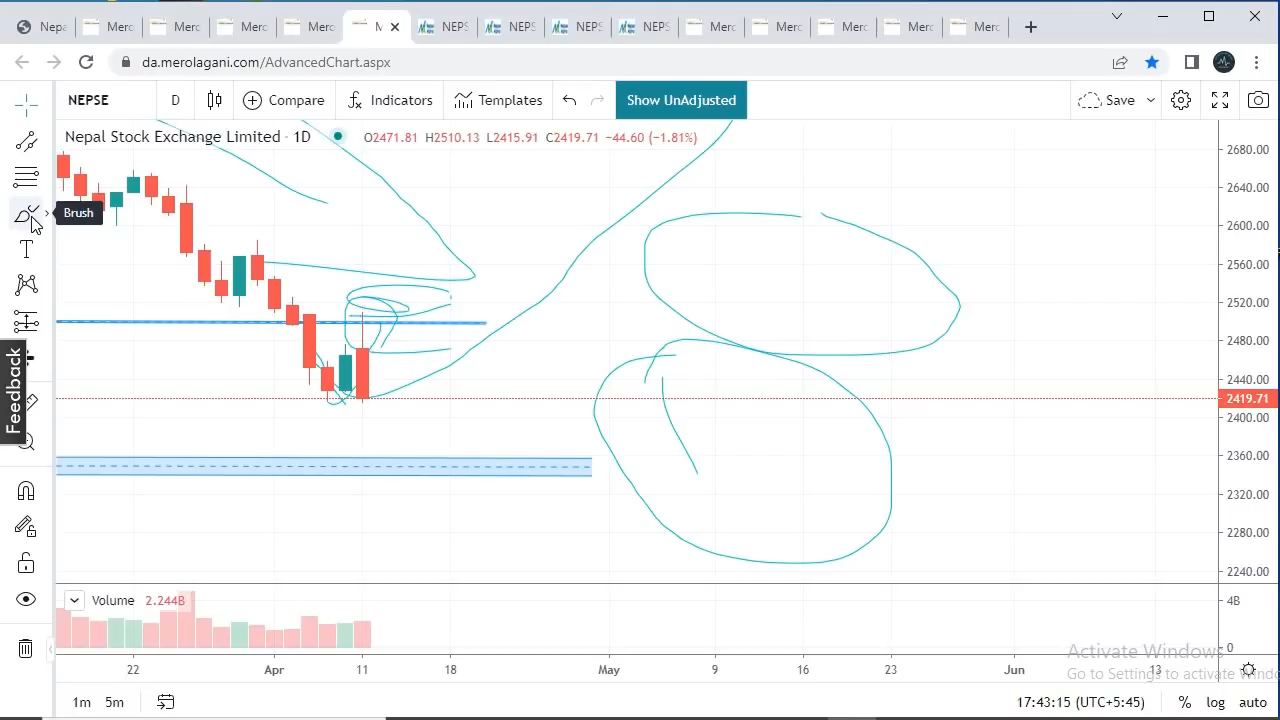 Nepa Merc Merc Merc Merc M NEPS NEPS NEPS NEPS Merc Merc Merc Merc Merc
da.merolagani.com/AdvancedChart.aspx
NEPSE D Compare Indicators Templates Show UnAdjusted Save
Nepal Stock Exchange Limited · 1D O2471.81 H2510.13 L2415.91 C2419.71 −44.60 (−1.81%)
2680.00
2640.00
Brush
2600.00
T
2560.00
2520.00
2480.00
2440.00
Feedback
2419.71
2400.00
2360.00
2320.00
2280.00
2240.00
Volume 2.244B
4B
0
Activate Windows
22 Apr 11 18 May 9 16 23 Jun 13
Go to Settings to activate Windo
1m 5m 17:43:15 (UTC+5:45) % log auto